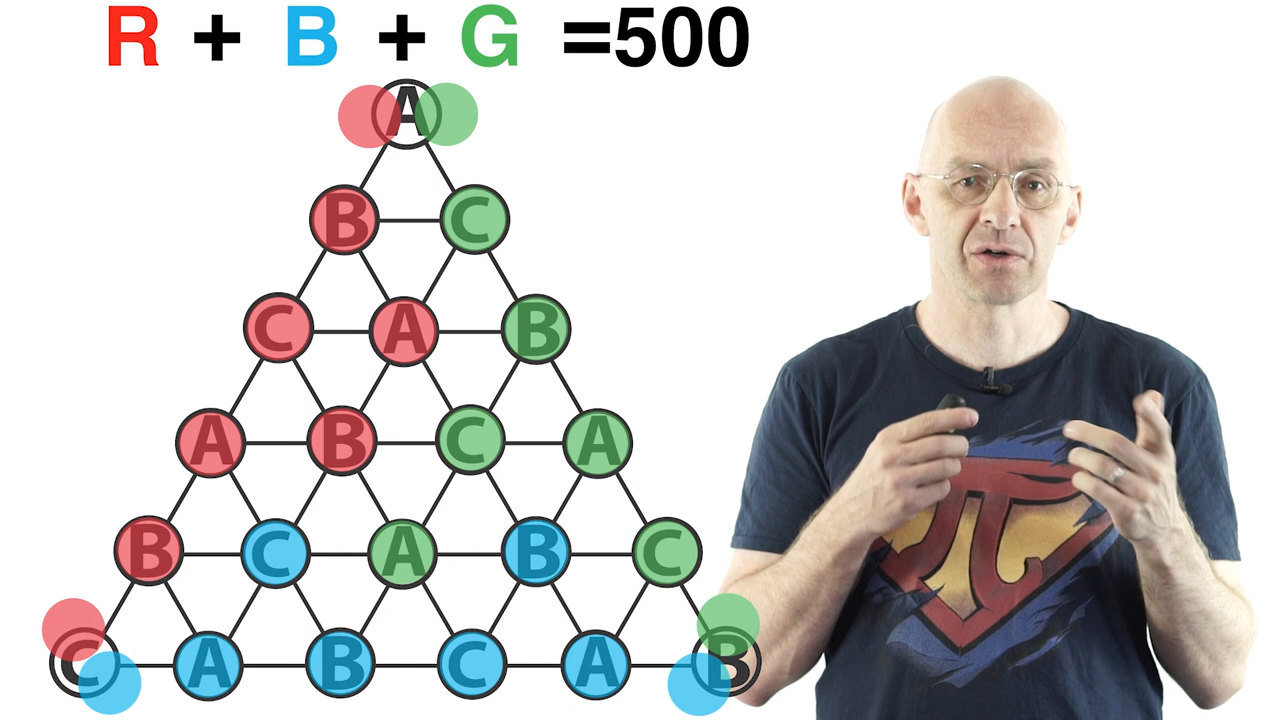 R + B + G =500
A
B C
C A B
A B C A
B C A B C
C A B C A B
π